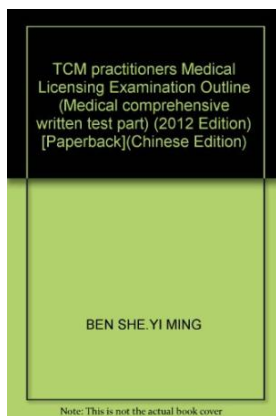 TCM practitioners Medical
Licensing Examination Outline
(Medical comprehensive
written test part) (2012 Edition)
[Paperback](Chinese Edition)
BEN SHE.YI MING
Note: This is not the actual book cover